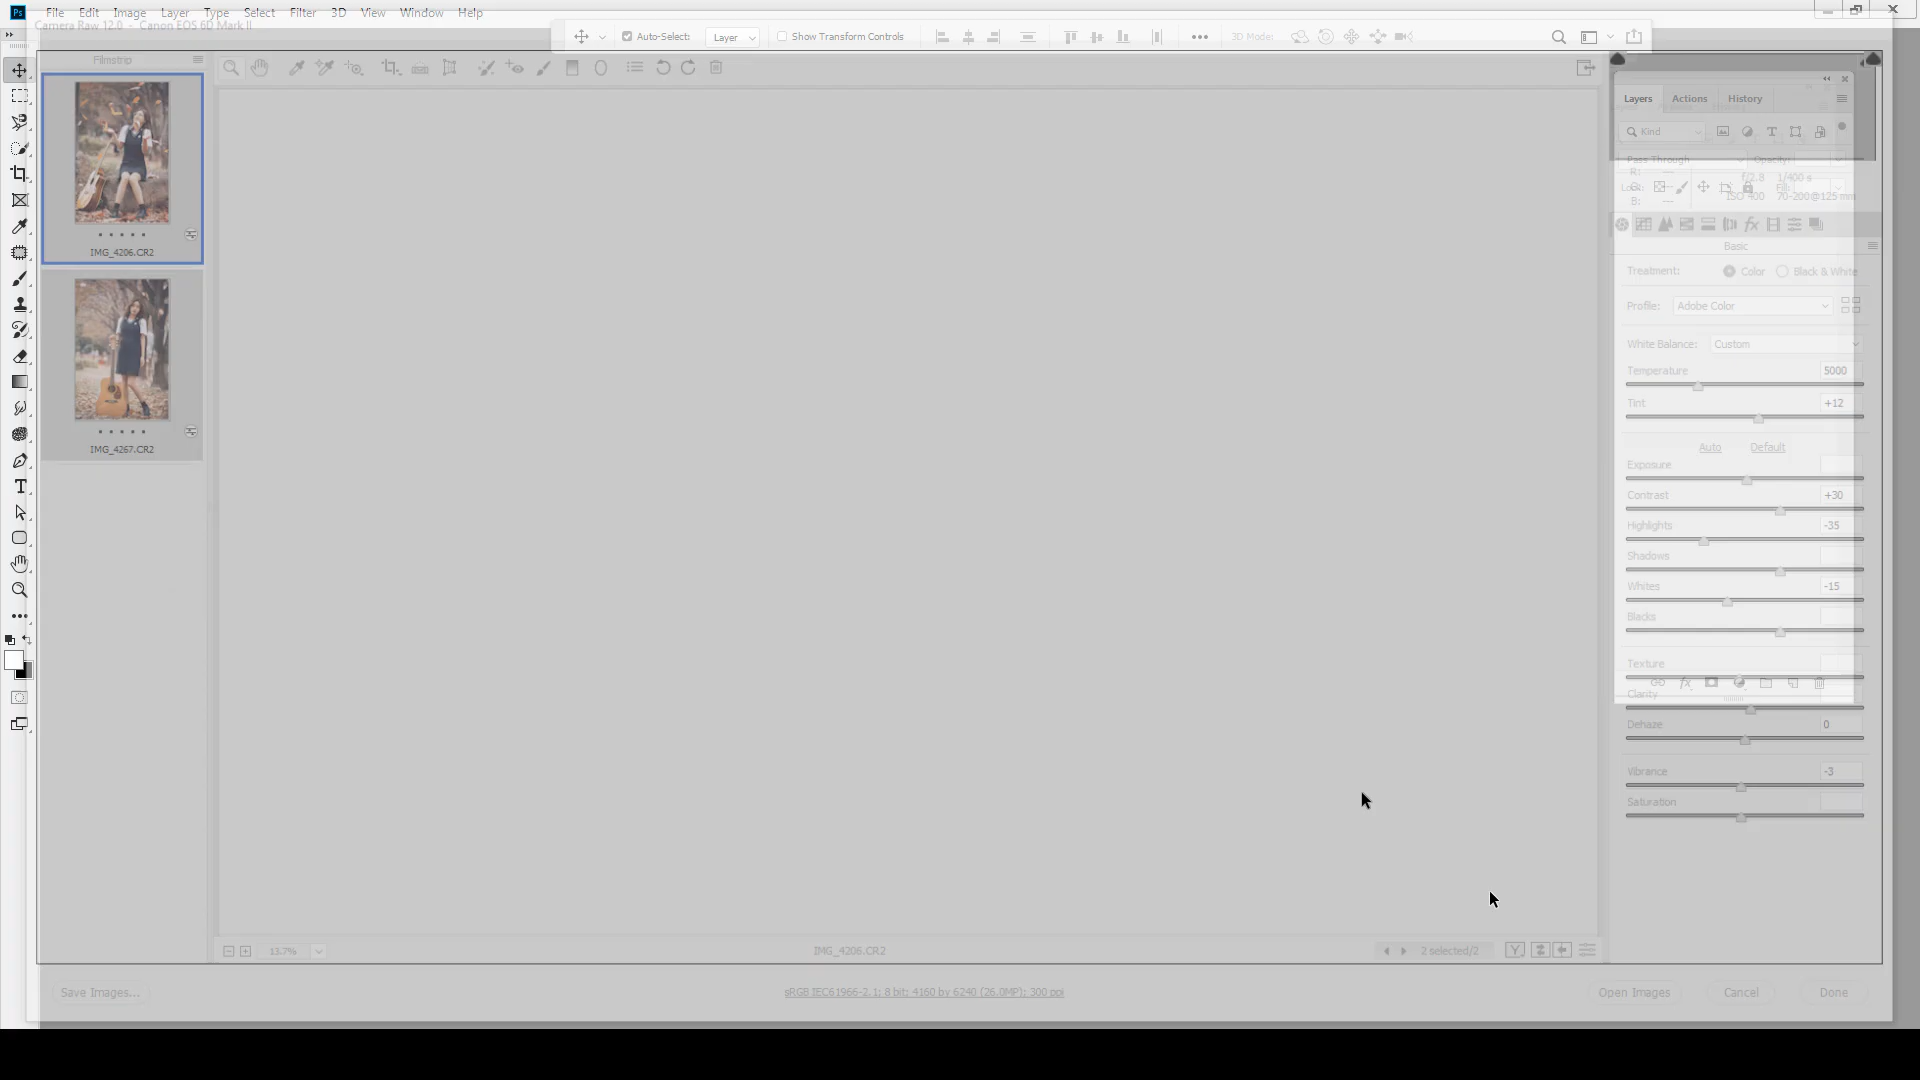 Ps File Edit Image Layer Type Select Filter 3D View Window Help
Camera Raw 12.0 - Canon EOS 6D Mark II
Auto-Select: Layer Show Transform Controls 3D Mode:
Filmstrip
IMG_4206.CR2
IMG_4267.CR2
Layers Actions History
Kind
Pass Through Opacity:
R: --- f/2.8 1/400 s
Fill:
B: --- ISO 400 70-200@125 mm
Basic
Treatment: Color Black & White
Profile: Adobe Color
White Balance: Custom
Temperature 5000
Tint +12
Auto Default
Exposure
Contrast +30
Highlights -35
Shadows
Whites -15
Blacks
Texture
fx
Clarity
Dehaze 0
Vibrance -3
Saturation
13.7% IMG_4206.CR2 2 selected/2 Y
Save Images... sRGB IEC61966-2.1; 8 bit; 4160 by 6240 (26.0MP); 300 ppi Open Images Cancel Done